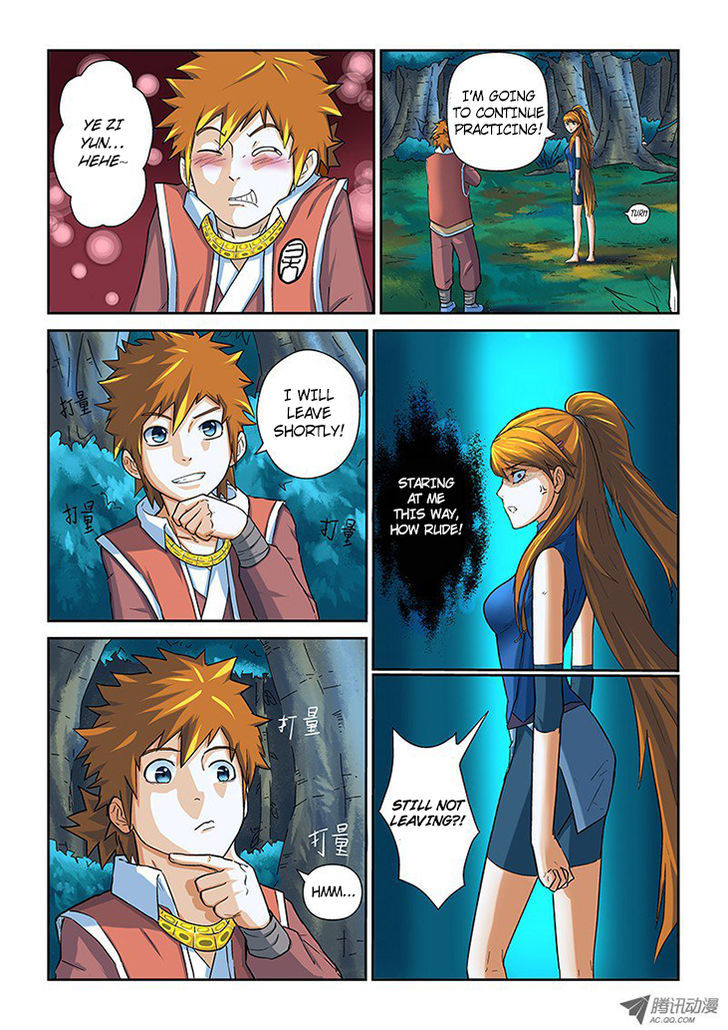 YE ZI
YUN...
HEHE~
I'M GOING
TO CONTINUE
PRACTICING!
TURN
打量
打量
打量
I WILL
LEAVE
SHORTLY!
STARING
AT ME
THIS WAY,
HOW RUDE!
打量
打量
HMM...
STILL NOT
LEAVING?!
腾讯动漫
AC.QQ.COM